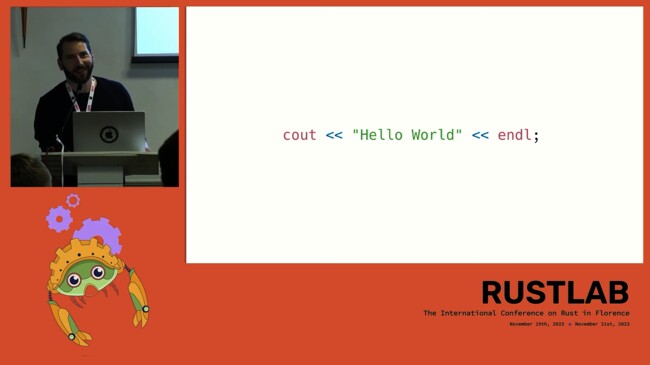 cout << "Hello World" << endl;
RUSTLAB
The International Conference on Rust in Florence
November 19th, 2023 + November 21st, 2023